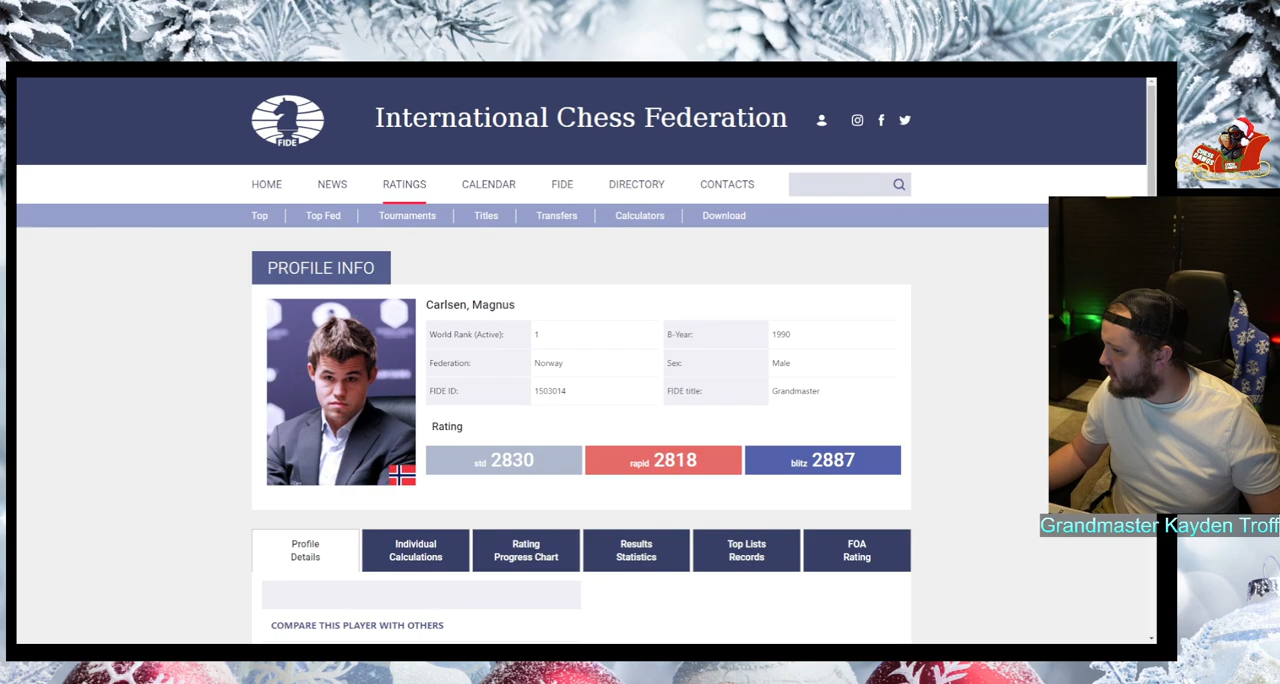 International Chess Federation
FIDE
HOME NEWS RATINGS CALENDAR FIDE DIRECTORY CONTACTS
Top Top Fed Tournaments Titles Transfers Calculators Download
PROFILE INFO
Carlsen, Magnus
World Rank (Active): 1 B-Year: 1990
Federation: Norway Sex: Male
FIDE ID: 1503014 FIDE title: Grandmaster
Rating
std 2830 rapid 2818 blitz 2887
Profile Details
Individual Calculations
Rating Progress Chart
Results Statistics
Top Lists Records
FOA Rating
COMPARE THIS PLAYER WITH OTHERS
CHESS DAWGS
Grandmaster Kayden Troff